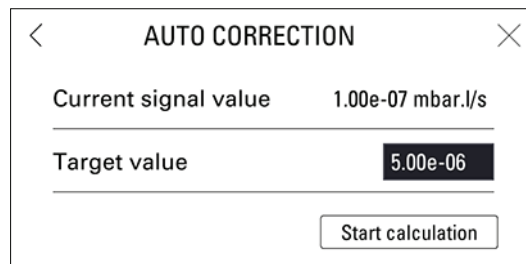 AUTO CORRECTION
Current signal value 1.00e-07 mbar.l/s
Target value 5.00e-06
Start calculation